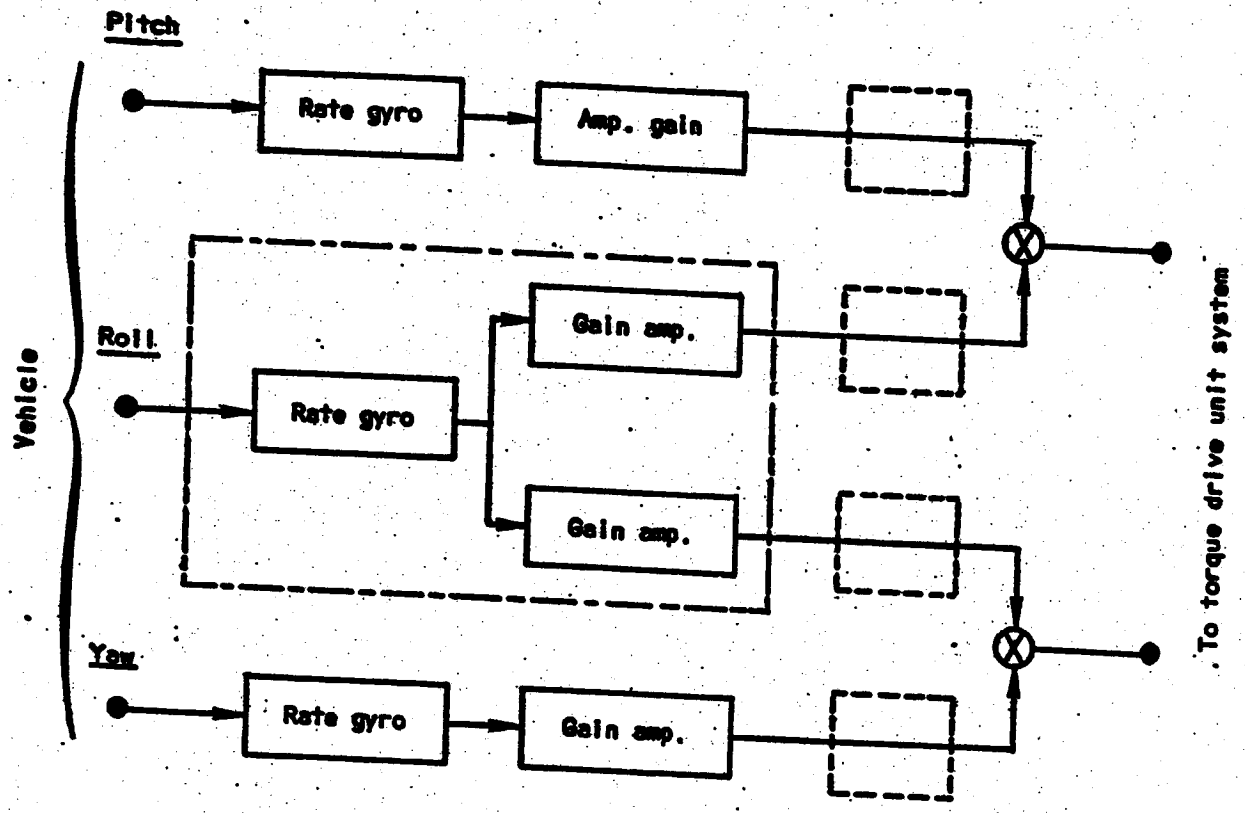 Pitch
Rate gyro
Amp. gain
Gain amp.
Roll
Rate gyro
Gain amp.
Yaw
Rate gyro
Gain amp.
Vehicle
To torque drive unit system